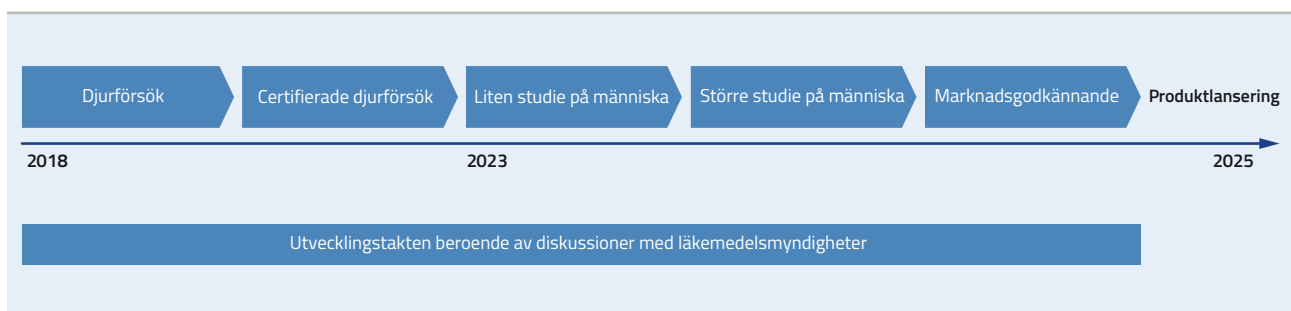 Djurförsök
Certifierade djurförsök
Liten studie på människa
Större studie på människa
Marknadsgodkännande
Produktlansering
2018
2023
2025
Utvecklingstakten beroende av diskussioner med läkemedelsmyndigheter